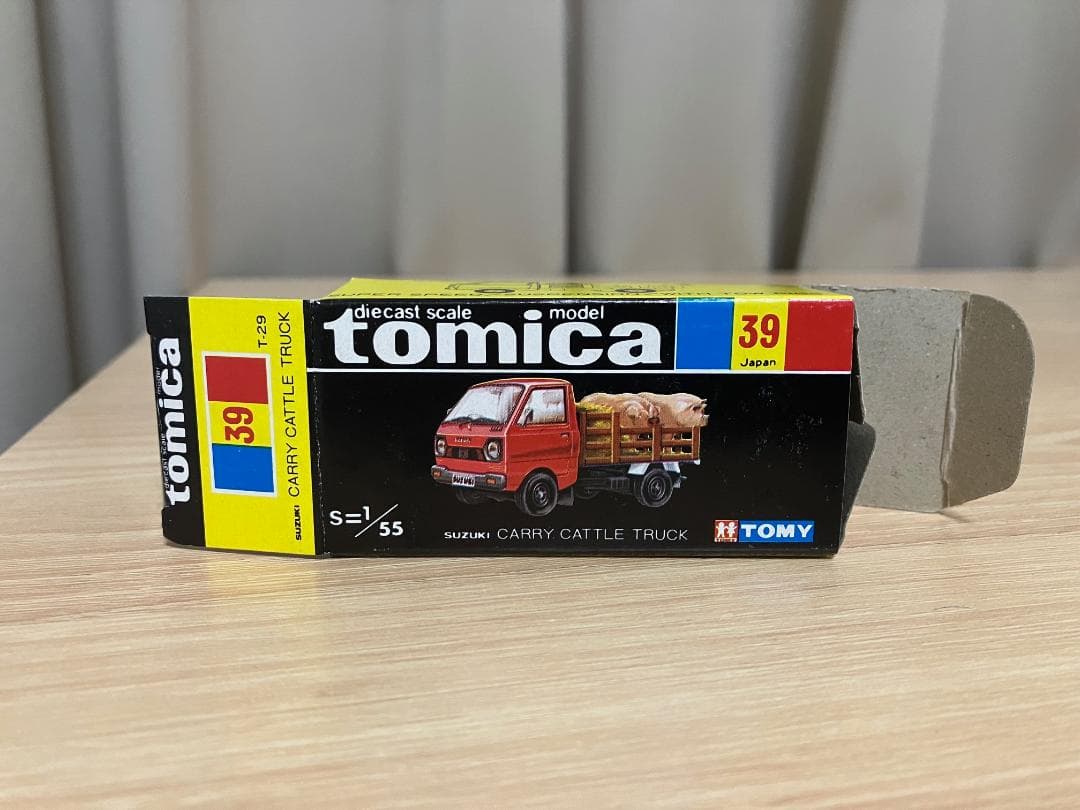 diecast scale model
tomica
39
Japan
SUZUKI
S=1/55
SUZUKI CARRY CATTLE TRUCK
TOMY
diecast scale
tomica
39
T-29
SUZUKI CARRY CATTLE TRUCK